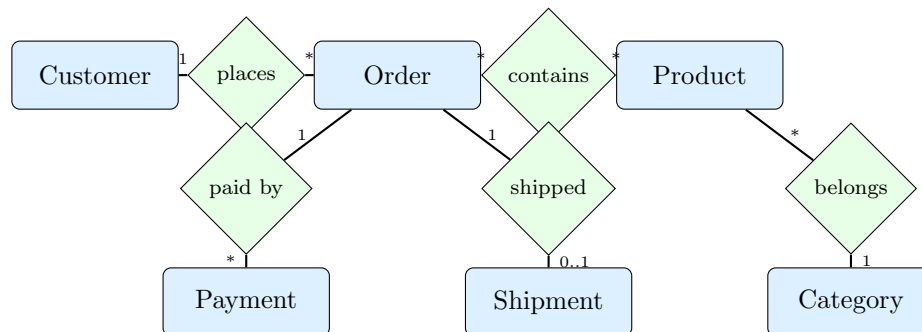 1
*
*
*
Customer
places
Order
contains
Product
1
1
*
paid by
shipped
belongs
*
0..1
1
Payment
Shipment
Category